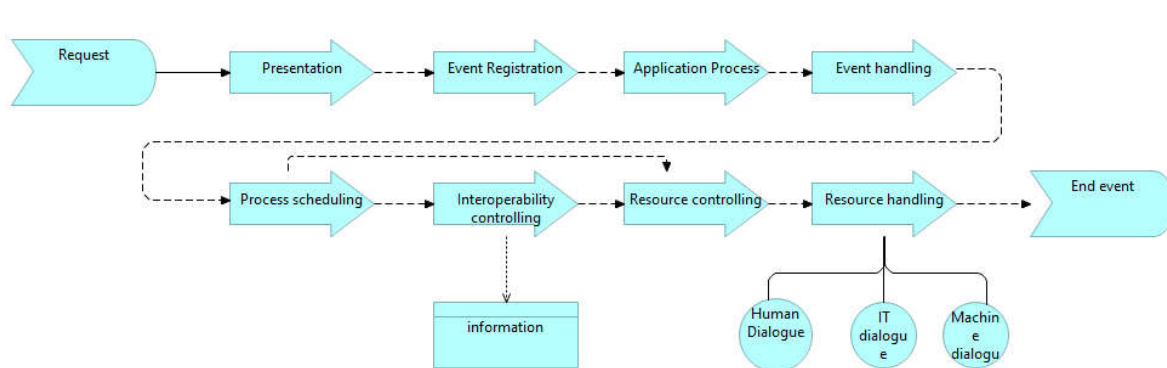 Request
Presentation
Event Registration
Application Process
Event handling
Process scheduling
Interoperability
controlling
Resource controlling
Resource handling
End event
information
Human
Dialogue
IT
dialogu
e
Machin
e
dialogu